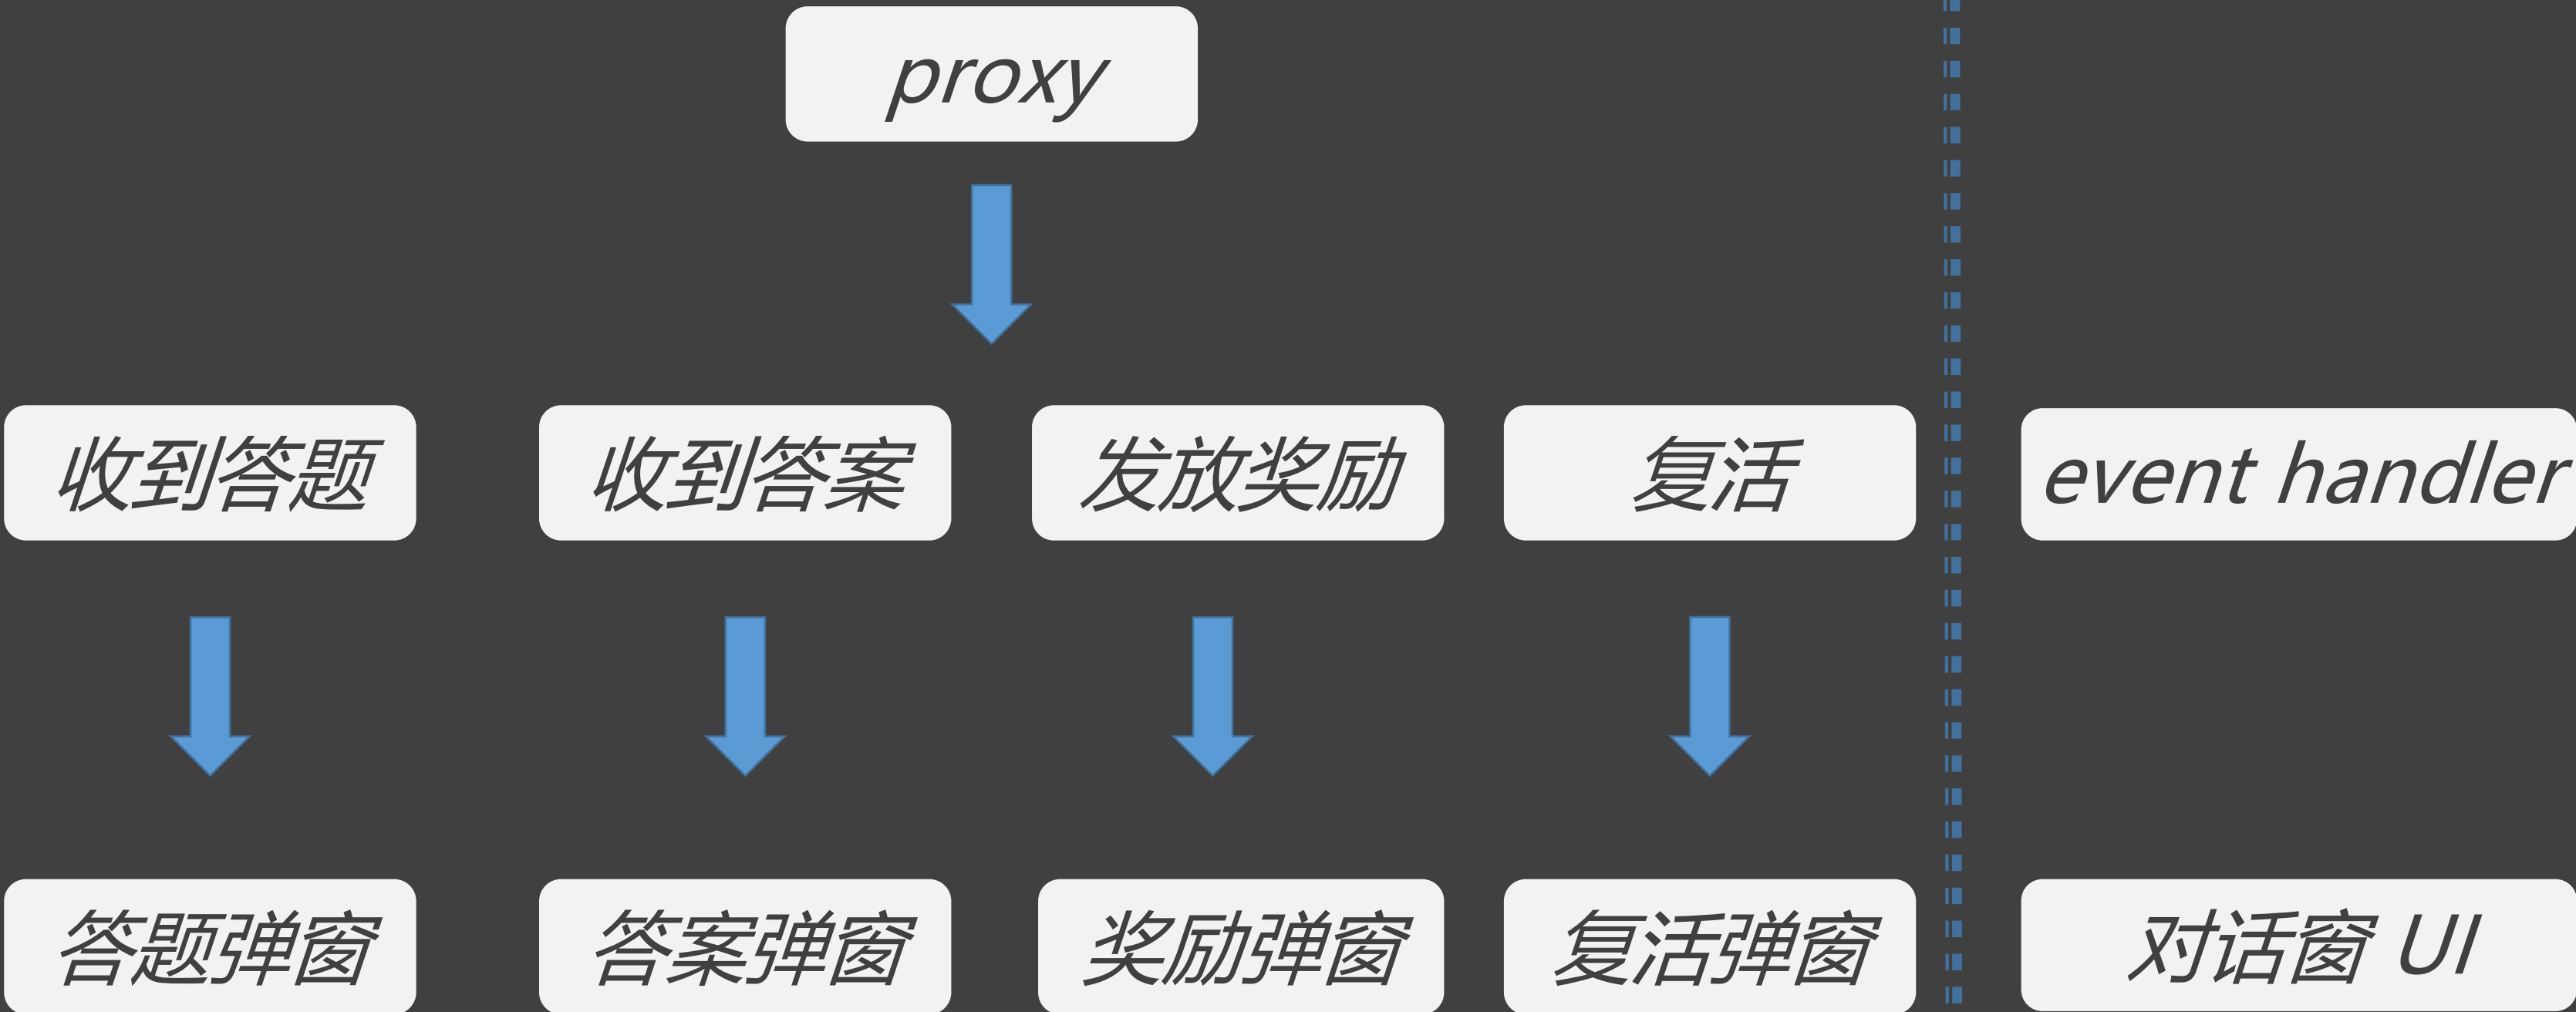 proxy
收到答题
收到答案
发放奖励
复活
event handler
答题弹窗
答案弹窗
奖励弹窗
复活弹窗
对话窗 UI